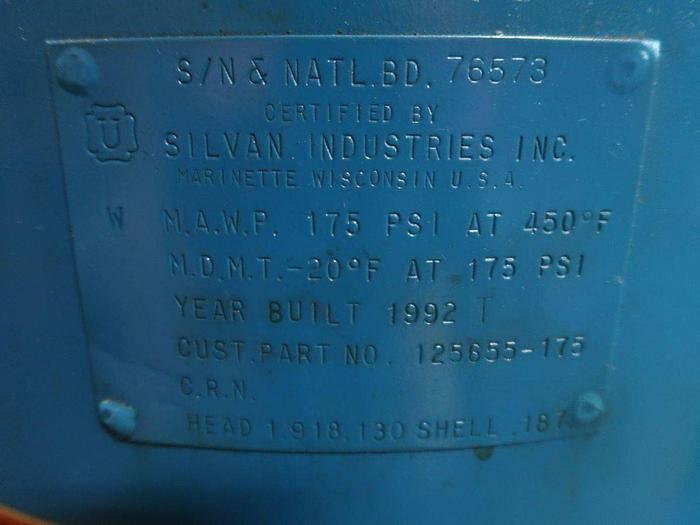 S/N & NATL.BD. 76573
CERTIFIED BY
U SILVAN INDUSTRIES INC.
MARINETTE WISCONSIN U.S.A.
W M.A.W.P. 175 PSI AT 450°F
M.D.M.T. -20°F AT 175 PSI
YEAR BUILT 1992 T
CUST.PART NO. 125655-175
C.R.N.
HEAD 1.918.130 SHELL .187